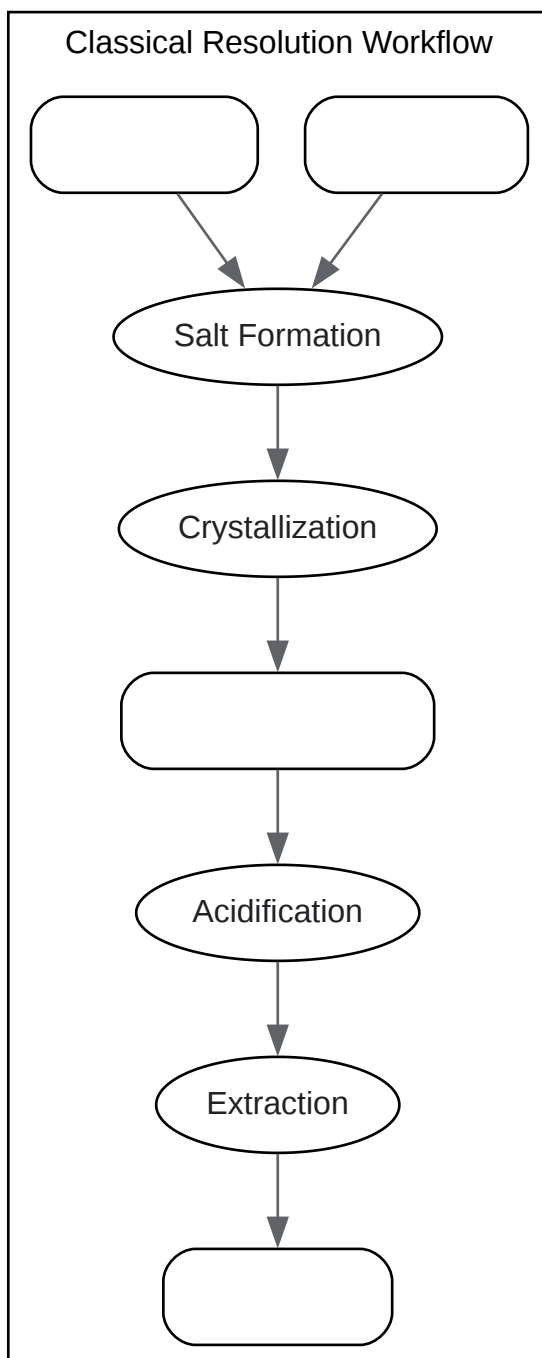 Classical Resolution Workflow
Salt Formation
Crystallization
Acidification
Extraction